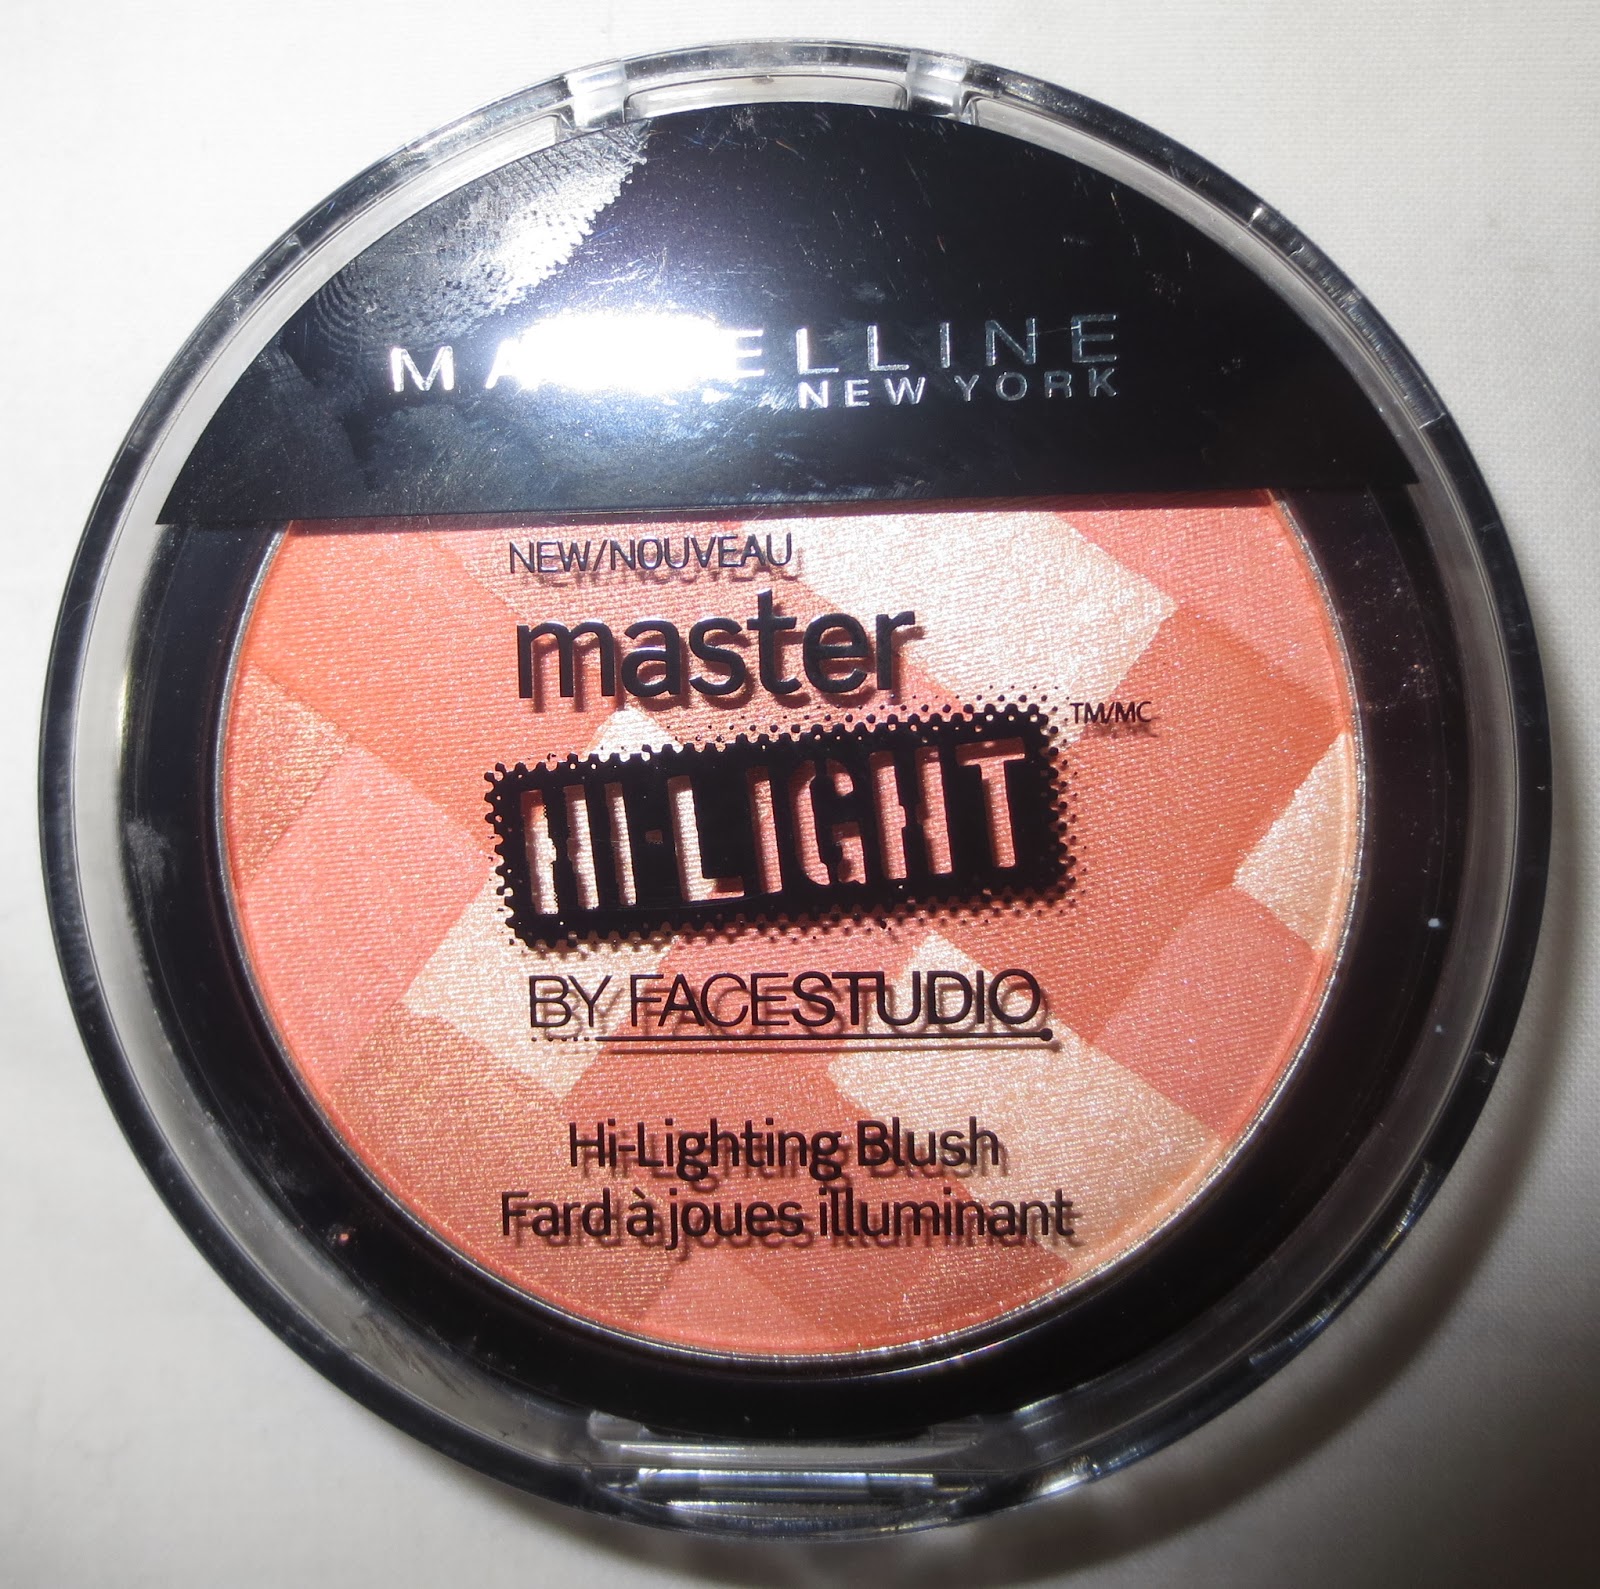 MAYBELLINE
NEW YORK
NEW/NOUVEAU
master
HI·LIGHT TM/MC
BY FACESTUDIO
Hi-Lighting Blush
Fard à joues illuminant